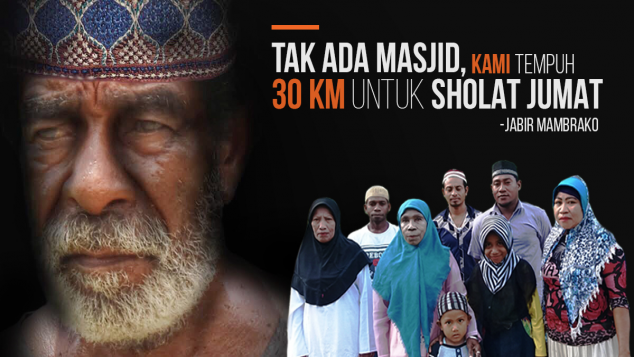 TAK ADA MASJID, KAMI TEMPUH
30 KM UNTUK SHOLAT JUMAT
-JABIR MAMBRAKO